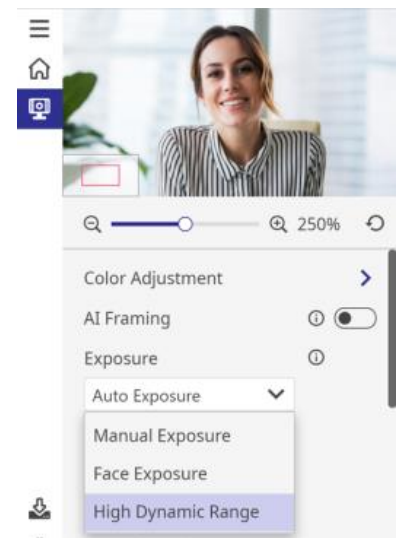 250%
Color Adjustment
AI Framing
Exposure
Auto Exposure
Manual Exposure
Face Exposure
High Dynamic Range